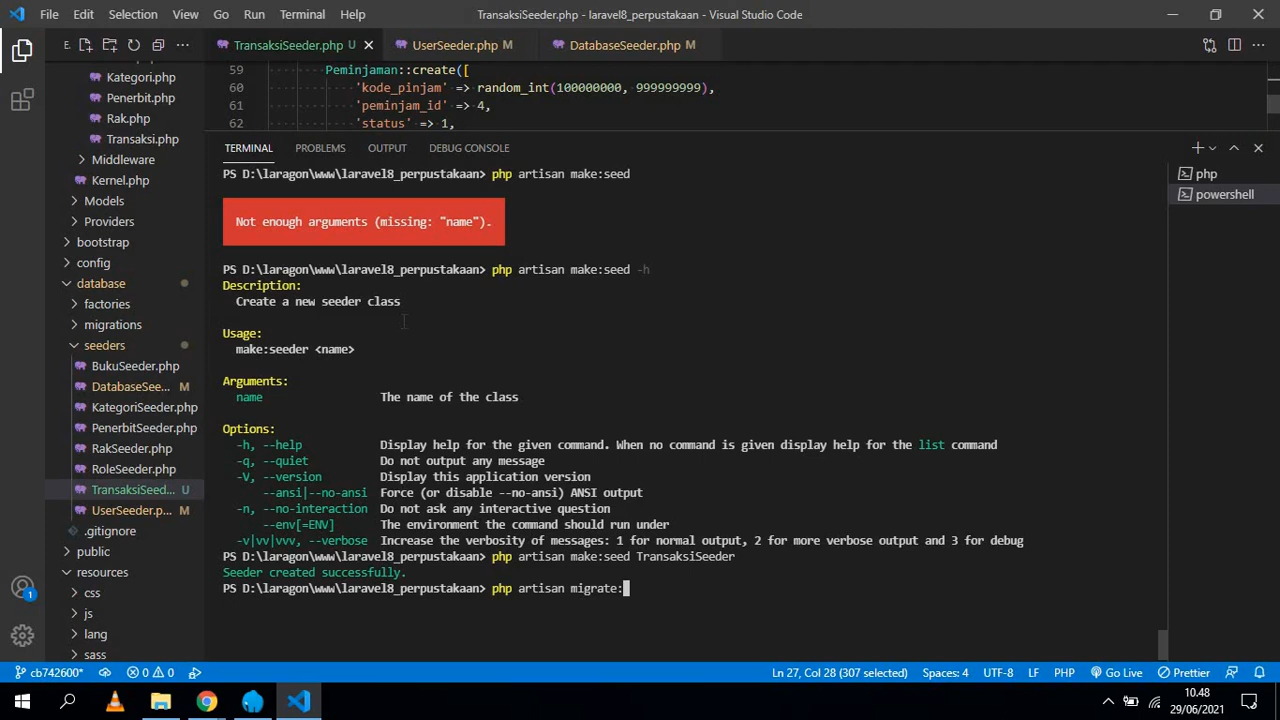 File Edit Selection View Go Run Terminal Help
TransaksiSeeder.php - laravel8_perpustakaan - Visual Studio Code
E.
TransaksiSeeder.php U
UserSeeder.php M
DatabaseSeeder.php M
Kategori.php
Penerbit.php
Rak.php
Transaksi.php
Middleware
Kernel.php
Models
Providers
bootstrap
config
database
factories
migrations
seeders
BukuSeeder.php
DatabaseSee... M
KategoriSeeder.php
PenerbitSeeder.php
RakSeeder.php
RoleSeeder.php
TransaksiSeed... U
UserSeeder.p... M
.gitignore
public
resources
css
js
lang
sass
59 Peminjaman::create([
60 'kode_pinjam' => random_int(100000000, 999999999),
61 'peminjam_id' => 4,
62 'status' => 1,
TERMINAL PROBLEMS OUTPUT DEBUG CONSOLE
php
powershell
PS D:\laragon\www\laravel8_perpustakaan> php artisan make:seed
Not enough arguments (missing: "name").
PS D:\laragon\www\laravel8_perpustakaan> php artisan make:seed -h
Description:
Create a new seeder class
Usage:
make:seeder <name>
Arguments:
name The name of the class
Options:
-h, --help Display help for the given command. When no command is given display help for the list command
-q, --quiet Do not output any message
-V, --version Display this application version
--ansi|--no-ansi Force (or disable --no-ansi) ANSI output
-n, --no-interaction Do not ask any interactive question
--env[=ENV] The environment the command should run under
-v|vv|vvv, --verbose Increase the verbosity of messages: 1 for normal output, 2 for more verbose output and 3 for debug
PS D:\laragon\www\laravel8_perpustakaan> php artisan make:seed TransaksiSeeder
Seeder created successfully.
PS D:\laragon\www\laravel8_perpustakaan> php artisan migrate:
1
cb742600* 0 0 Ln 27, Col 28 (307 selected) Spaces: 4 UTF-8 LF PHP Go Live Prettier
10.48
29/06/2021